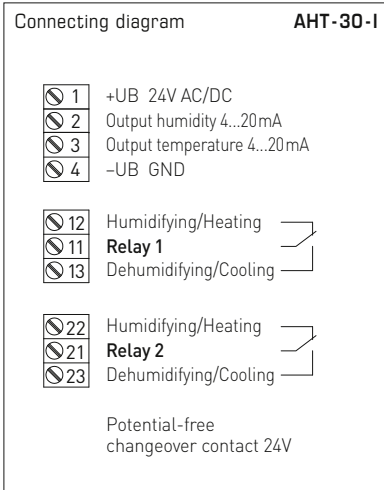 Connecting diagram AHT-30-I
1 +UB 24V AC/DC
2 Output humidity 4...20mA
3 Output temperature 4...20mA
4 –UB GND
12 Humidifying/Heating
11 Relay 1
13 Dehumidifying/Cooling
22 Humidifying/Heating
21 Relay 2
23 Dehumidifying/Cooling
Potential-free
changeover contact 24V